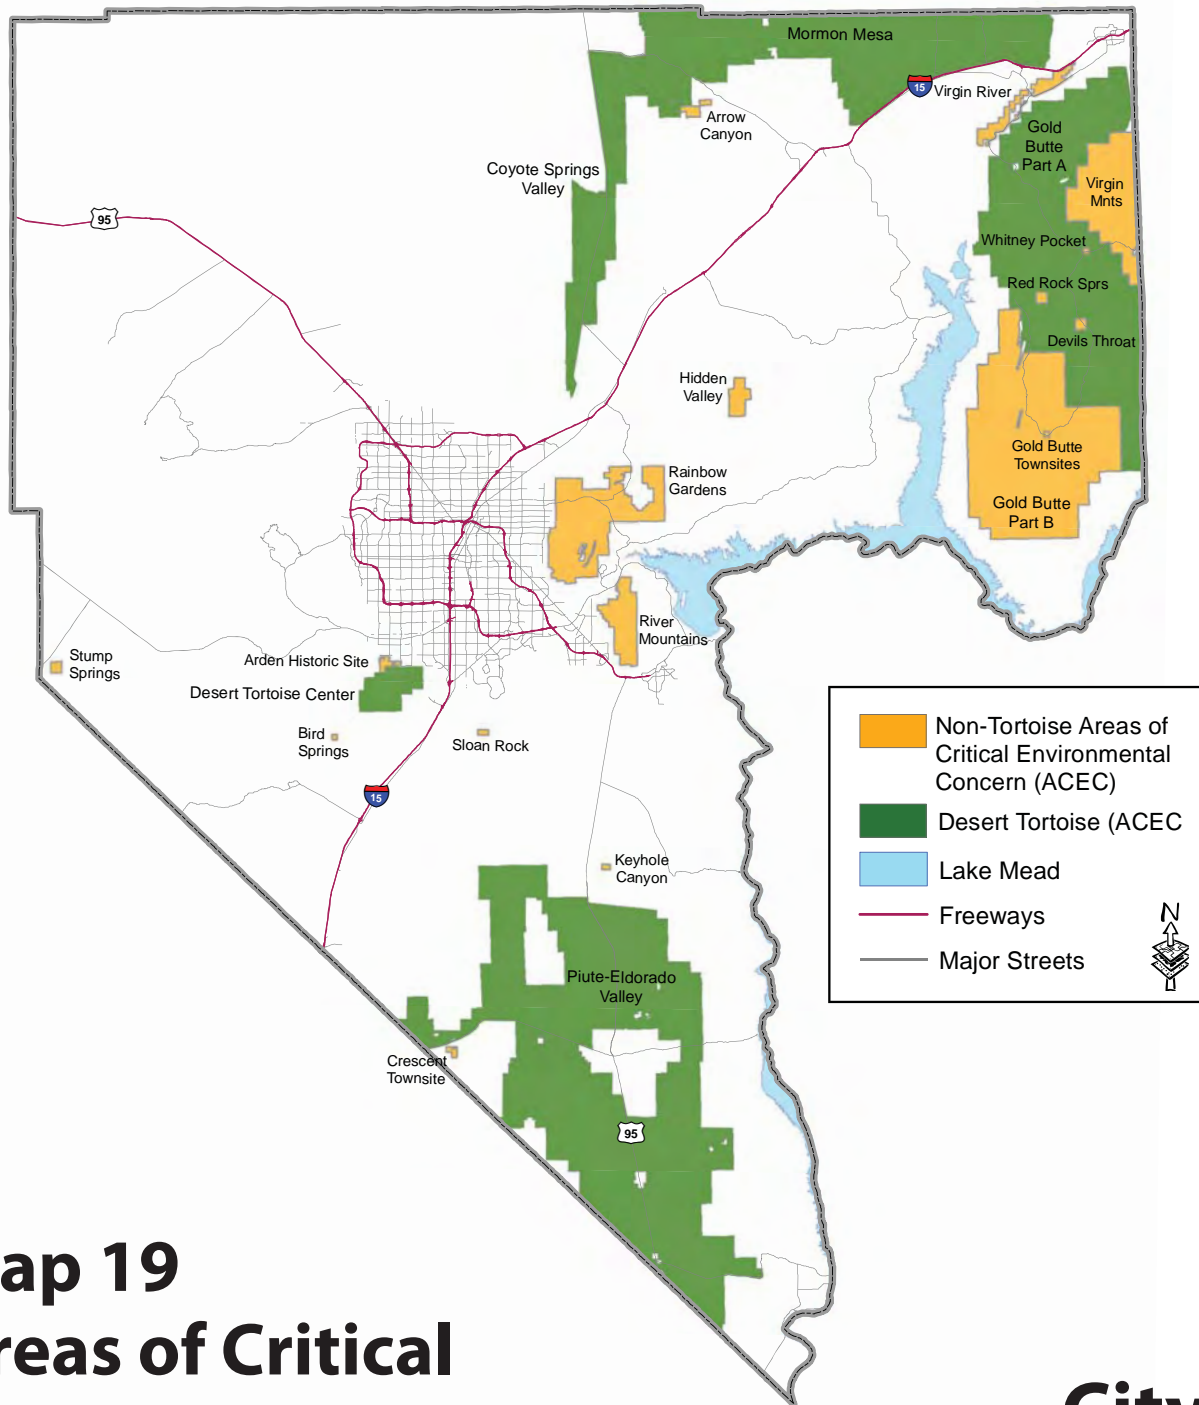 Mormon Mesa
15
Virgin River
Arrow
Canyon
Gold
Butte
Part A
Coyote Springs
Valley
Virgin
Mnts
95
Whitney Pocket
Red Rock Sprs
Devils Throat
Hidden
Valley
Gold Butte
Townsites
Rainbow
Gardens
Gold Butte
Part B
River
Mountains
Stump
Springs
Arden Historic Site
Desert Tortoise Center
Bird
Springs
Sloan Rock
15
Keyhole
Canyon
Piute-Eldorado
Valley
Crescent
Townsite
95
Non-Tortoise Areas of
Critical Environmental
Concern (ACEC)
Desert Tortoise (ACEC
Lake Mead
Freeways
N
Major Streets
ap 19
reas of Critical
City